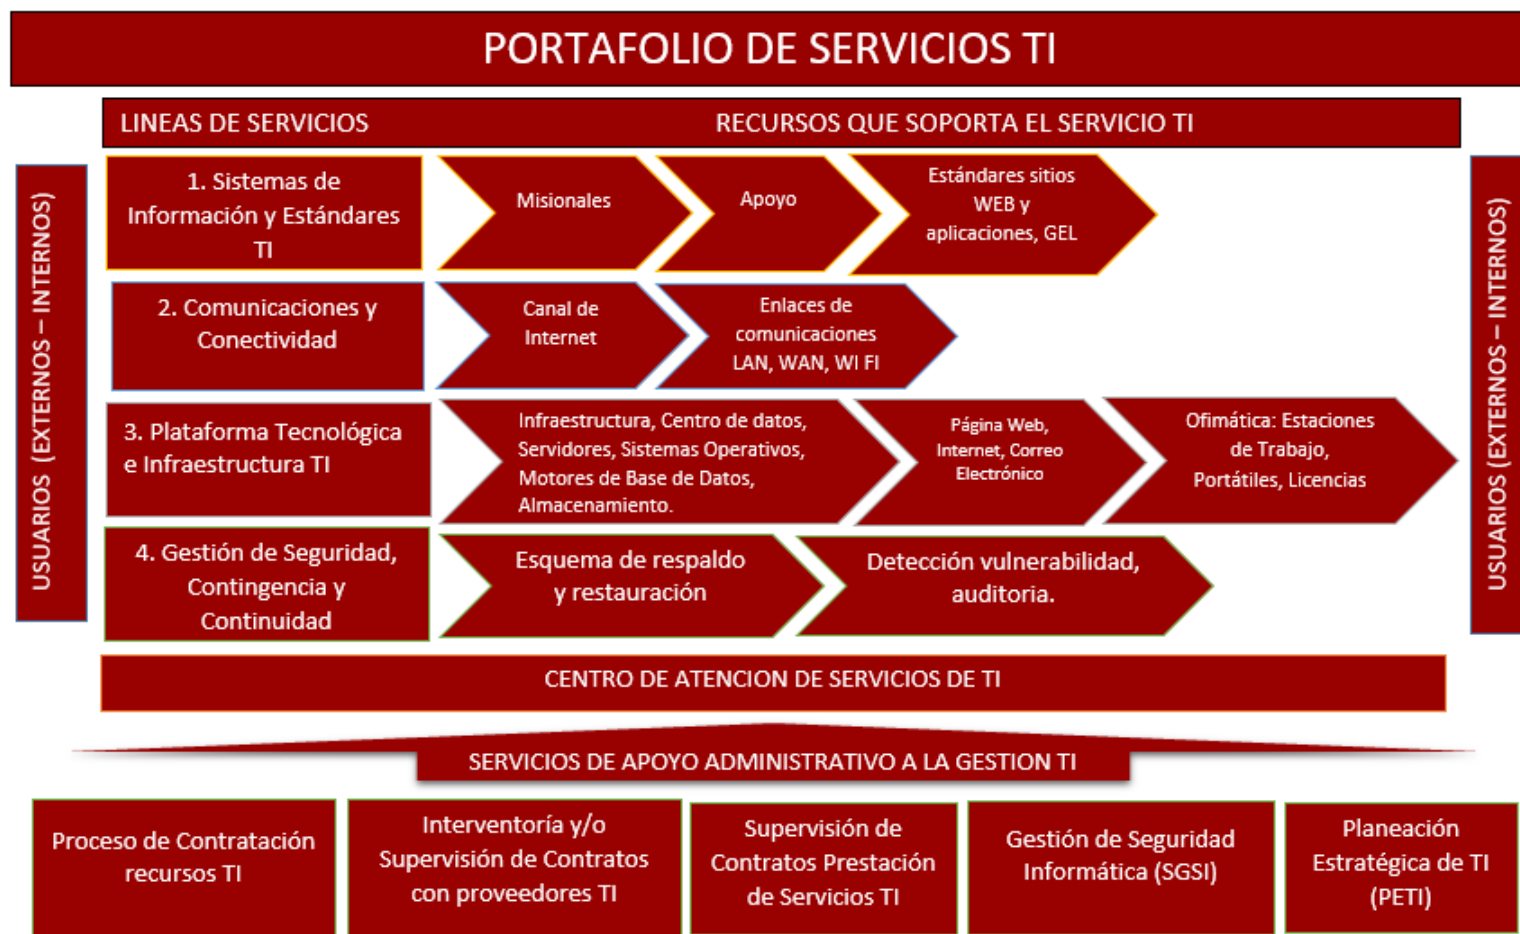 PORTAFOLIO DE SERVICIOS TI
LINEAS DE SERVICIOS
RECURSOS QUE SOPORTA EL SERVICIO TI
USUARIOS (EXTERNOS – INTERNOS)
1. Sistemas de
Información y Estándares
TI
Misionales
Apoyo
Estándares sitios
WEB y
aplicaciones, GEL
2. Comunicaciones y
Conectividad
Canal de
Internet
Enlaces de
comunicaciones
LAN, WAN, WI FI
3. Plataforma Tecnológica
e Infraestructura TI
Infraestructura, Centro de datos,
Servidores, Sistemas Operativos,
Motores de Base de Datos,
Almacenamiento.
Página Web,
Internet, Correo
Electrónico
Ofimática: Estaciones
de Trabajo,
Portátiles, Licencias
4. Gestión de Seguridad,
Contingencia y
Continuidad
Esquema de respaldo
y restauración
Detección vulnerabilidad,
auditoria.
USUARIOS (EXTERNOS – INTERNOS)
CENTRO DE ATENCION DE SERVICIOS DE TI
SERVICIOS DE APOYO ADMINISTRATIVO A LA GESTION TI
Proceso de Contratación
recursos TI
Interventoría y/o
Supervisión de Contratos
con proveedores TI
Supervisión de
Contratos Prestación
de Servicios TI
Gestión de Seguridad
Informática (SGSI)
Planeación
Estratégica de TI
(PETI)